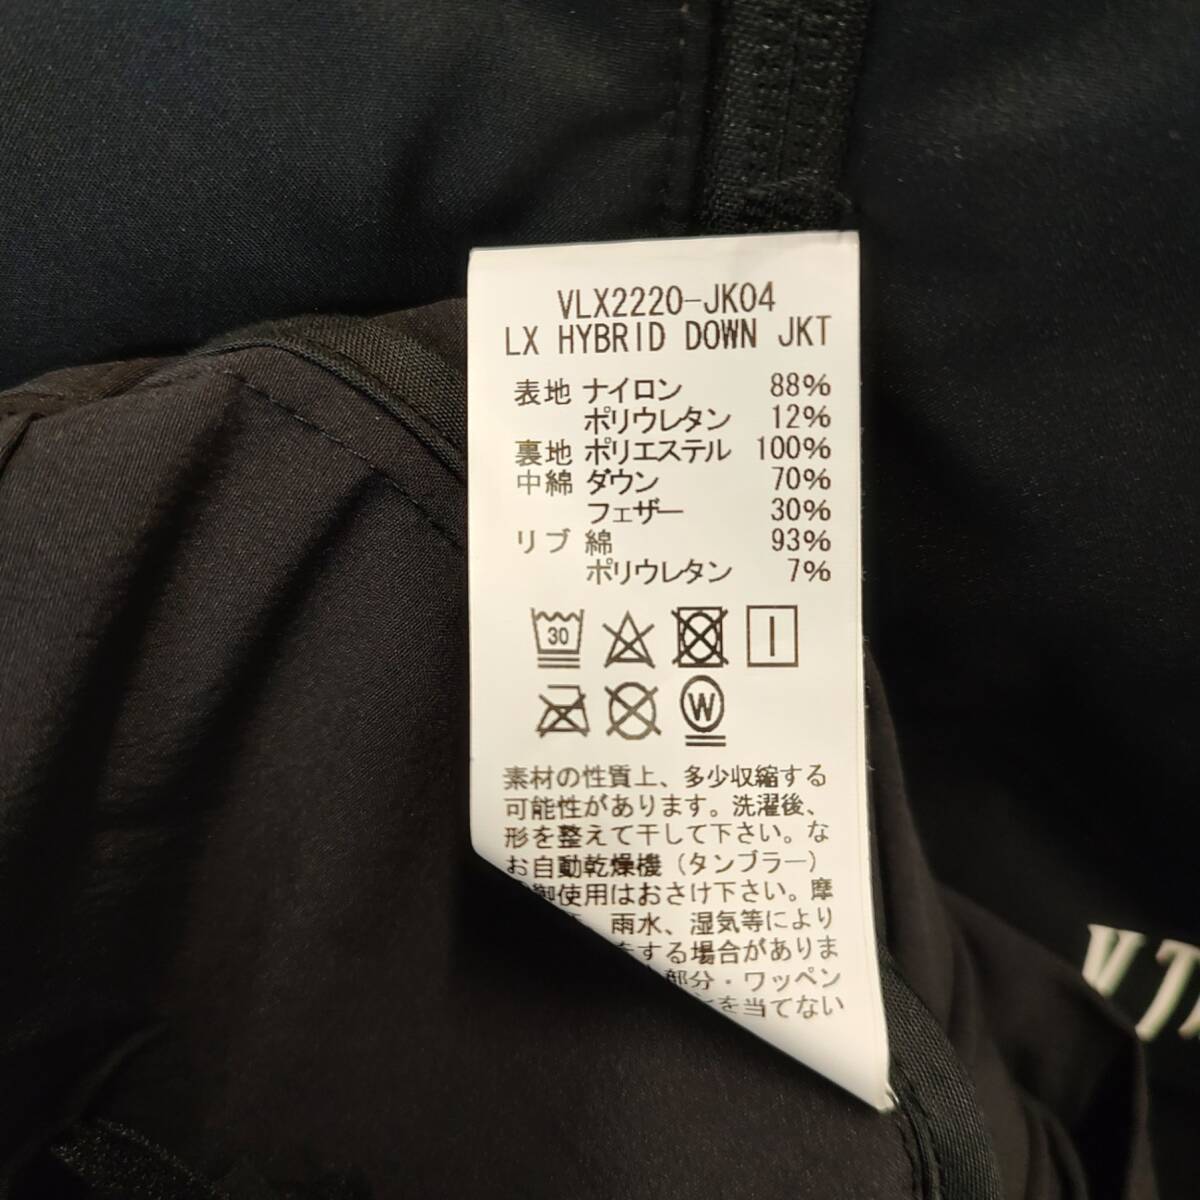 VLX2220-JK04
LX HYBRID DOWN JKT
表地 ナイロン 88%
ポリウレタン 12%
裏地 ポリエステル 100%
中綿 ダウン 70%
フェザー 30%
リブ 綿 93%
ポリウレタン 7%
30
W
素材の性質上、多少収縮する
可能性があります。洗濯後、
形を整えて干して下さい。な
お自動乾燥機(タンブラー)
御使用はおさけ下さい。摩
雨水、湿気等により
する場合がありま
部分・ワッペン
を当てない